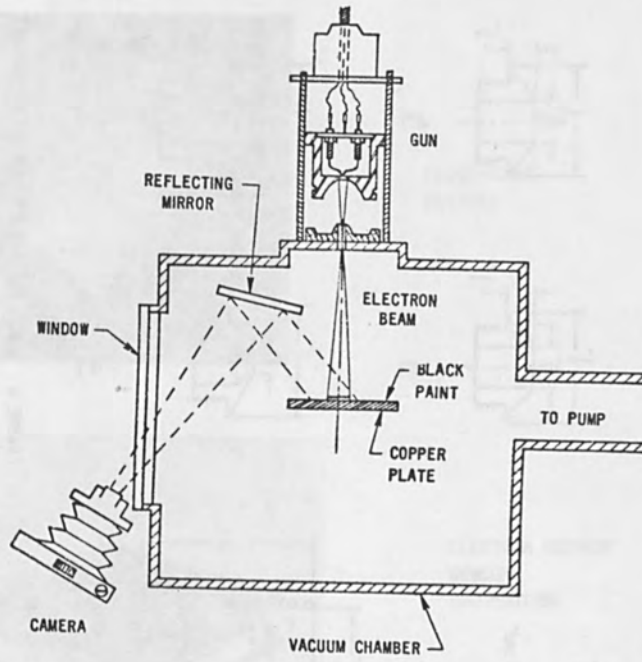 GUN
REFLECTING
MIRROR
ELECTRON
BEAM
WINDOW
BLACK
PAINT
TO PUMP
COPPER
PLATE
CAMERA
VACUUM CHAMBER